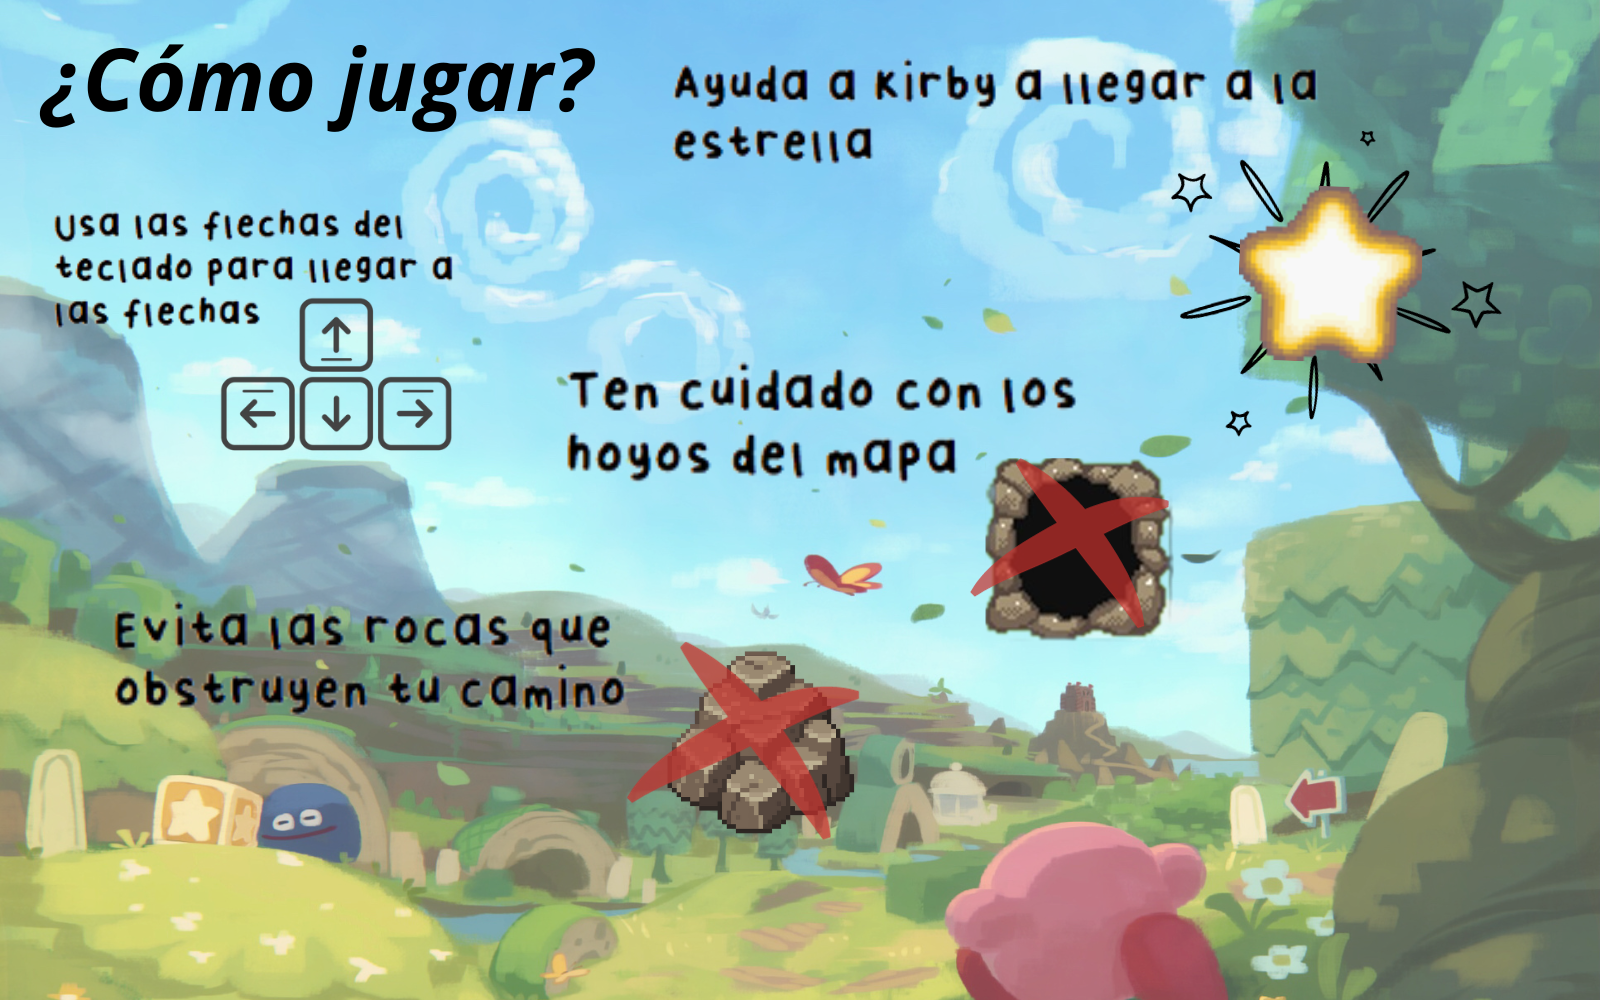 ¿Cómo jugar?
Ayuda a Kirby a llegar a la
estrella
Usa las flechas del
teclado para llegar a
las flechas
Ten cuidado con los
hoyos del mapa
Evita las rocas que
obstruyen tu camino